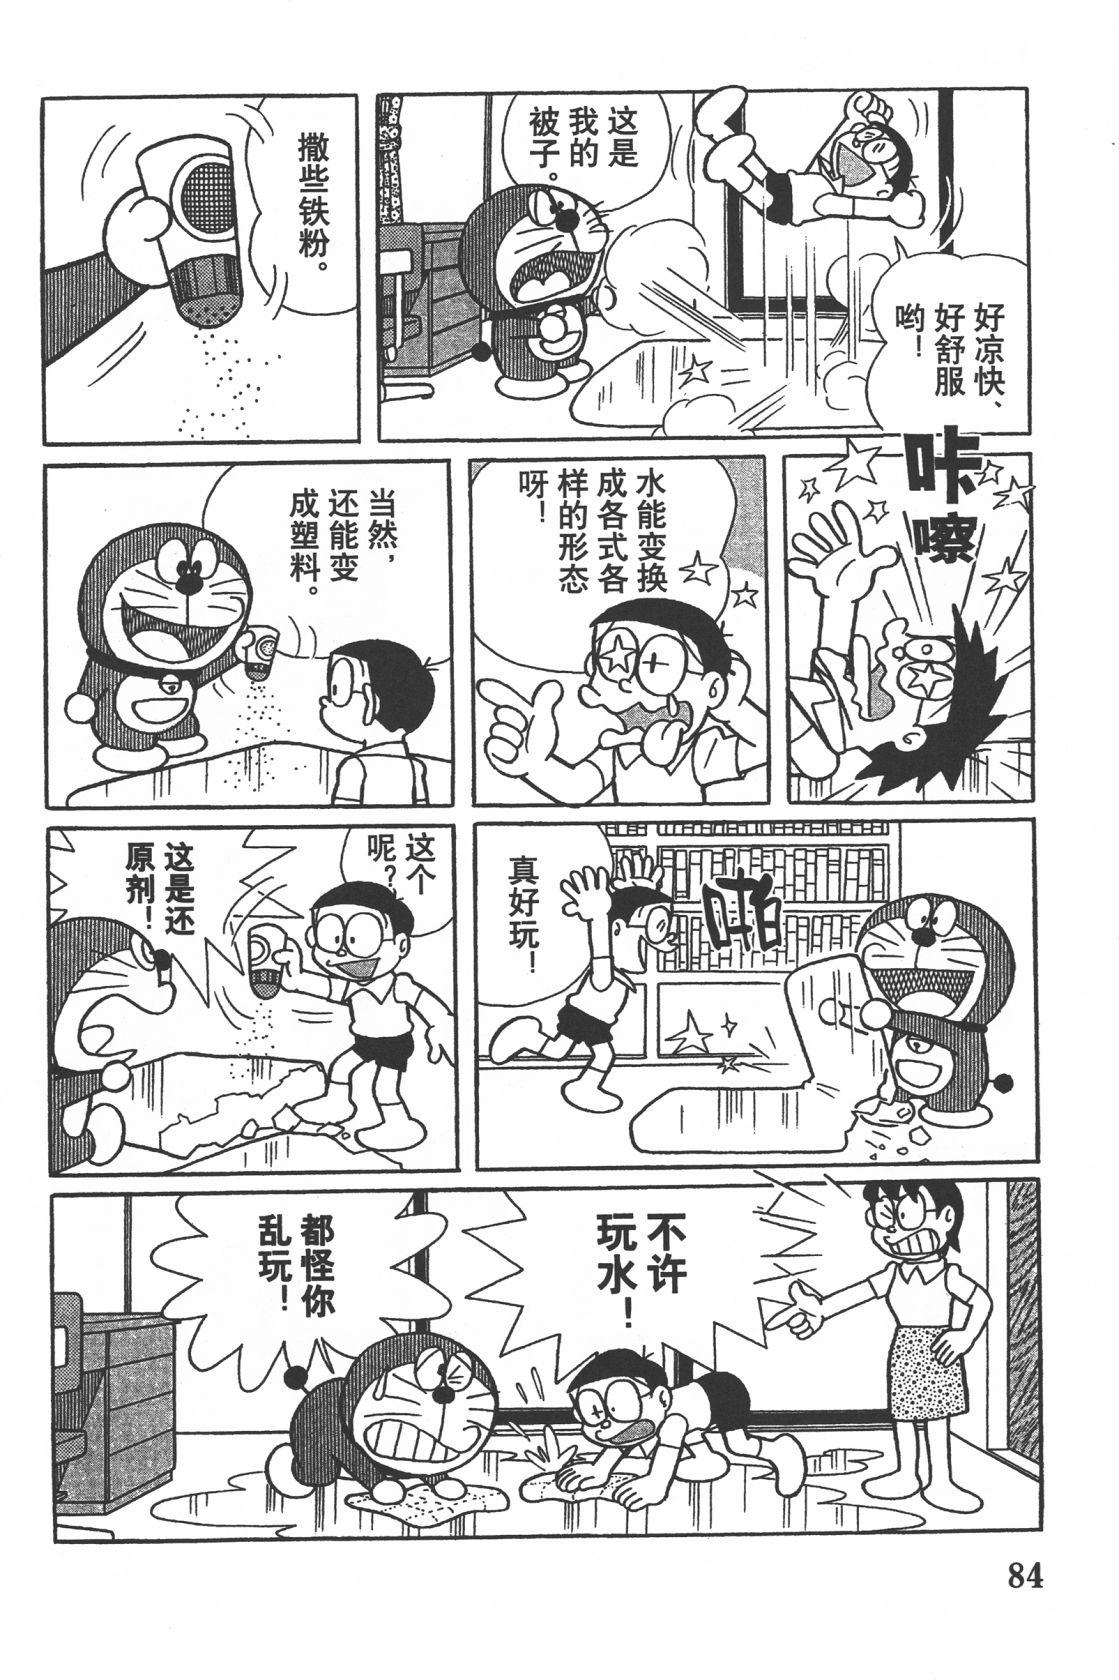 这是
我的
被子。
好凉快、
好舒服
哟！
撒些铁粉。
咔
嚓
水能变换
成各式各
样的形态
呀！
当然，
还能变
成塑料。
啪
真好玩！
这个
呢？
这是还
原剂！
不许
玩水！
都怪你
乱玩！
84